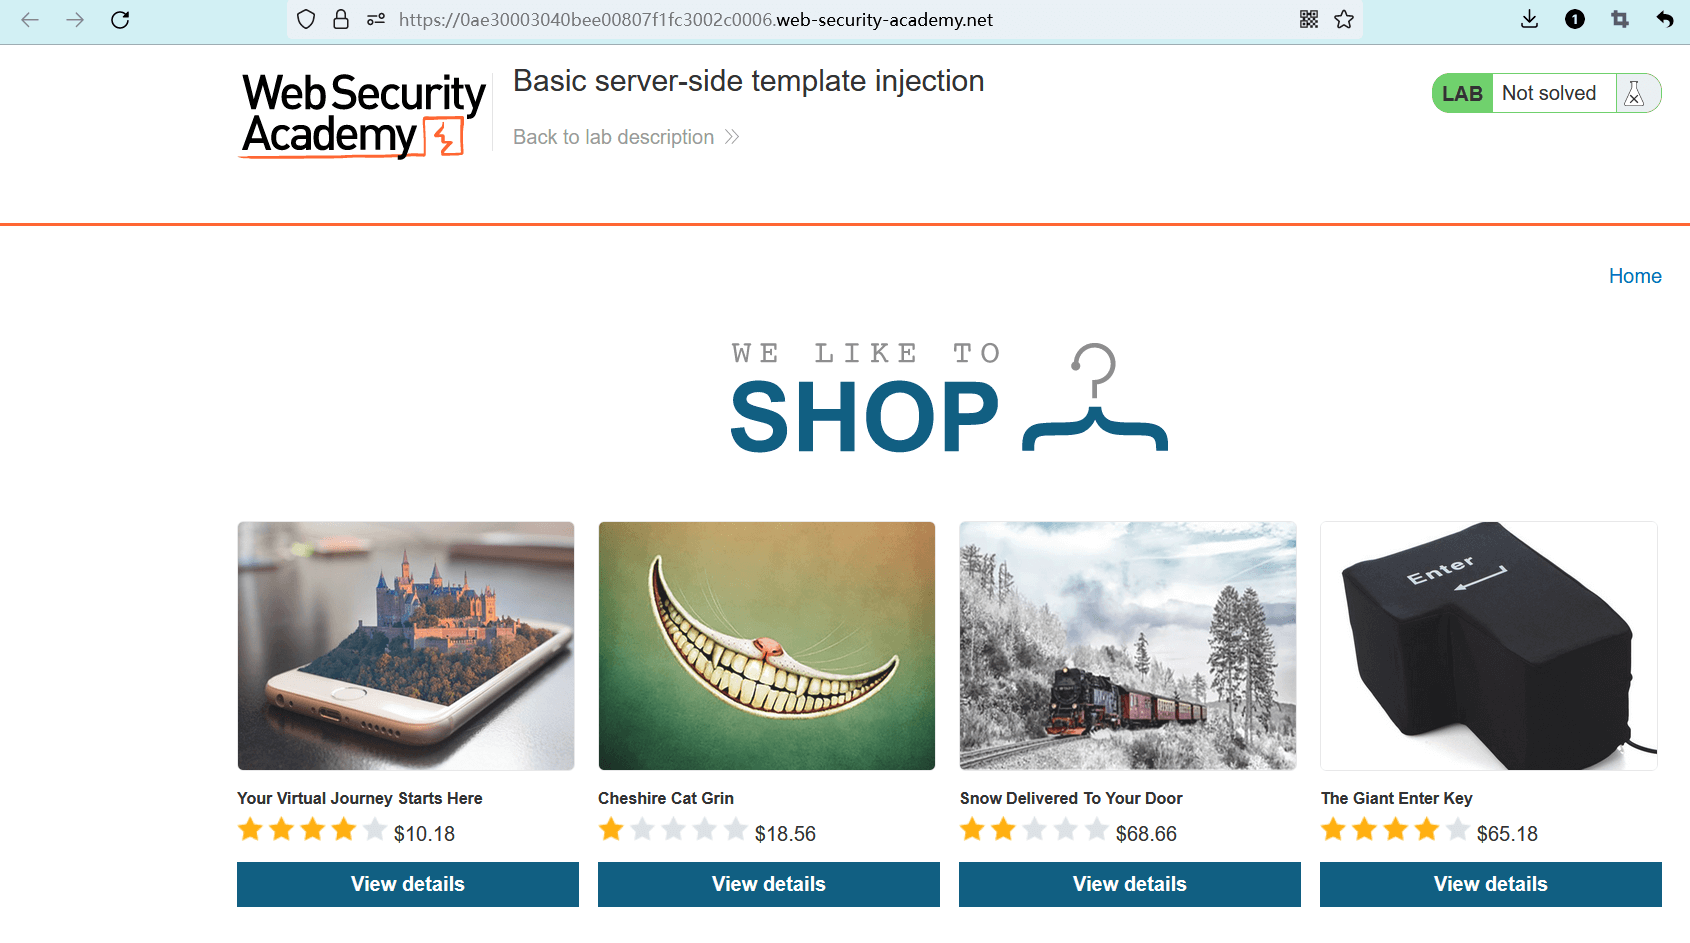 https://0ae30003040bee00807f1fc3002c0006.web-security-academy.net
1
Web Security
Academy
Basic server-side template injection
Back to lab description
LAB Not solved
Home
WE LIKE TO
SHOP
Enter
Your Virtual Journey Starts Here
$10.18
View details
Cheshire Cat Grin
$18.56
View details
Snow Delivered To Your Door
$68.66
View details
The Giant Enter Key
$65.18
View details